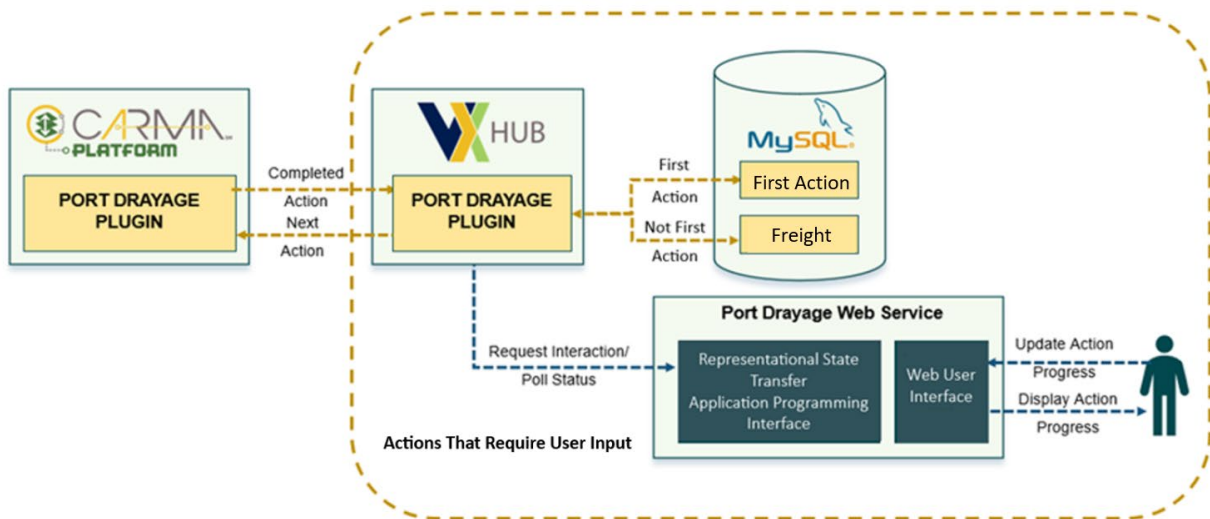 CARMA
PLATFORM
PORT DRAYAGE
PLUGIN
Completed
Action
Next
Action
VX HUB
PORT DRAYAGE
PLUGIN
First
Action
Not First
Action
MySQL®
First Action
Freight
Request Interaction/
Poll Status
Actions That Require User Input
Port Drayage Web Service
Representational State
Transfer
Application Programming
Interface
Web User
Interface
Update Action
Progress
Display Action
Progress